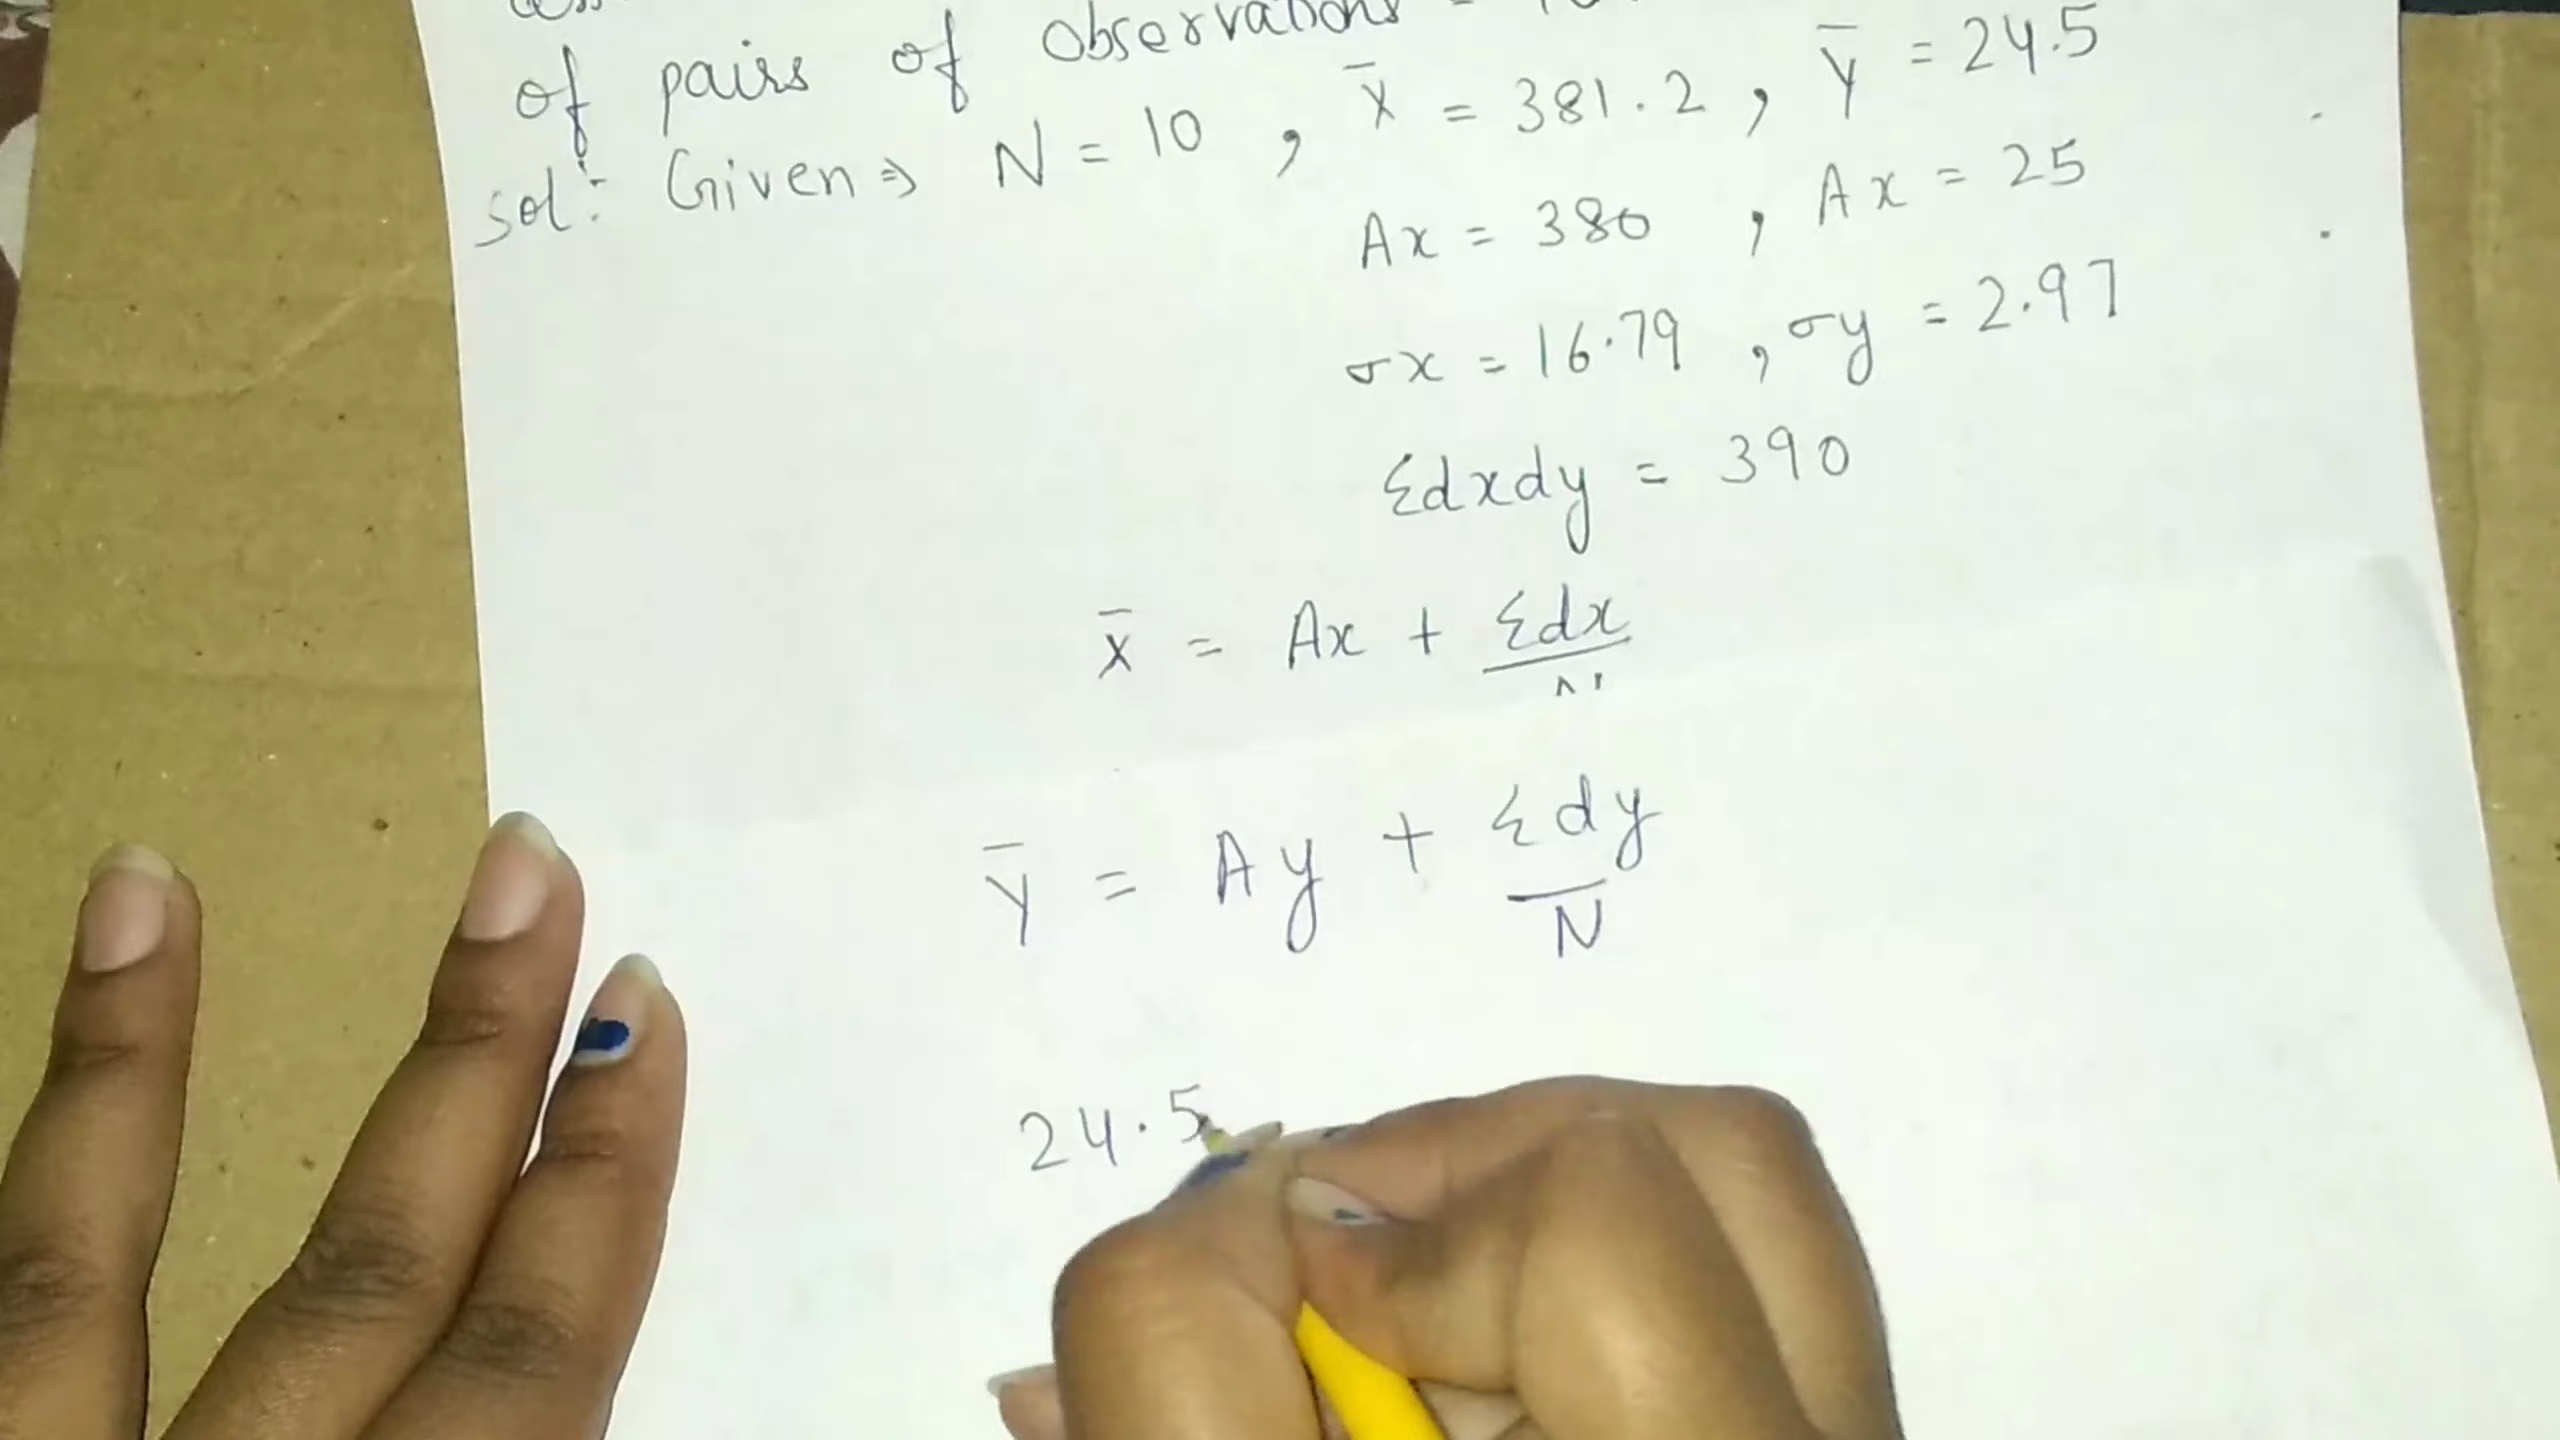 of pairs of observations
Sol: Given ⇒ N = 10 , X̄ = 381.2 , Ȳ = 24.5
Ax = 380 , Ax = 25
σx = 16.79 , σy = 2.97
Σdxdy = 390
X̄ = Ax + Σdx/N
Ȳ = Ay + Σdy/N
24.5